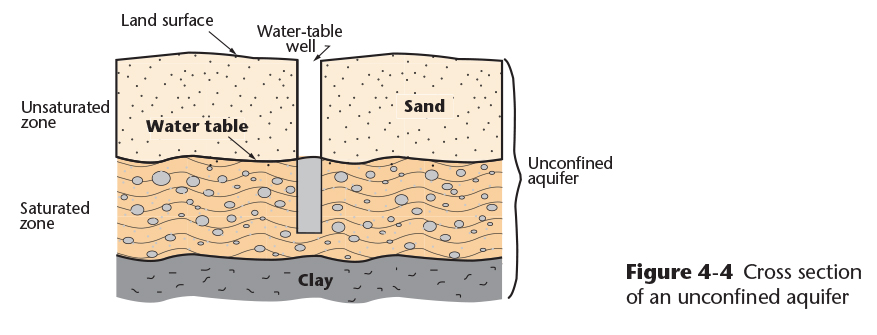 Land surface
Water-table
well
Unsaturated
zone
Sand
Water table
Unconfined
aquifer
Saturated
zone
Clay
Figure 4-4 Cross section
of an unconfined aquifer